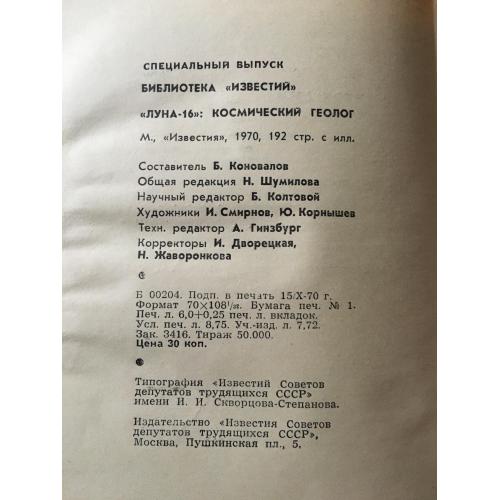 СПЕЦИАЛЬНЫЙ ВЫПУСК
БИБЛИОТЕКА «ИЗВЕСТИЙ»
«ЛУНА-16»: КОСМИЧЕСКИЙ ГЕОЛОГ
М., «Известия», 1970, 192 стр. с илл.
Составитель Б. Коновалов
Общая редакция Н. Шумилова
Научный редактор Б. Колтовой
Художники И. Смирнов, Ю. Корнышев
Техн. редактор А. Гинзбург
Корректоры И. Дворецкая,
Н. Жаворонкова
Б 00204. Подп. в печать 15/X-70 г.
Формат 70×108¹/₃₂. Бумага печ. № 1.
Печ. л. 6,0+0,25 печ. л. вкладок.
Усл. печ. л. 8,75. Уч.-изд. л. 7,72.
Зак. 3416. Тираж 50.000.
Цена 30 коп.
Типография «Известий Советов
депутатов трудящихся СССР»
имени И. И. Скворцова-Степанова.
Издательство «Известия Советов
депутатов трудящихся СССР»,
Москва, Пушкинская пл., 5.